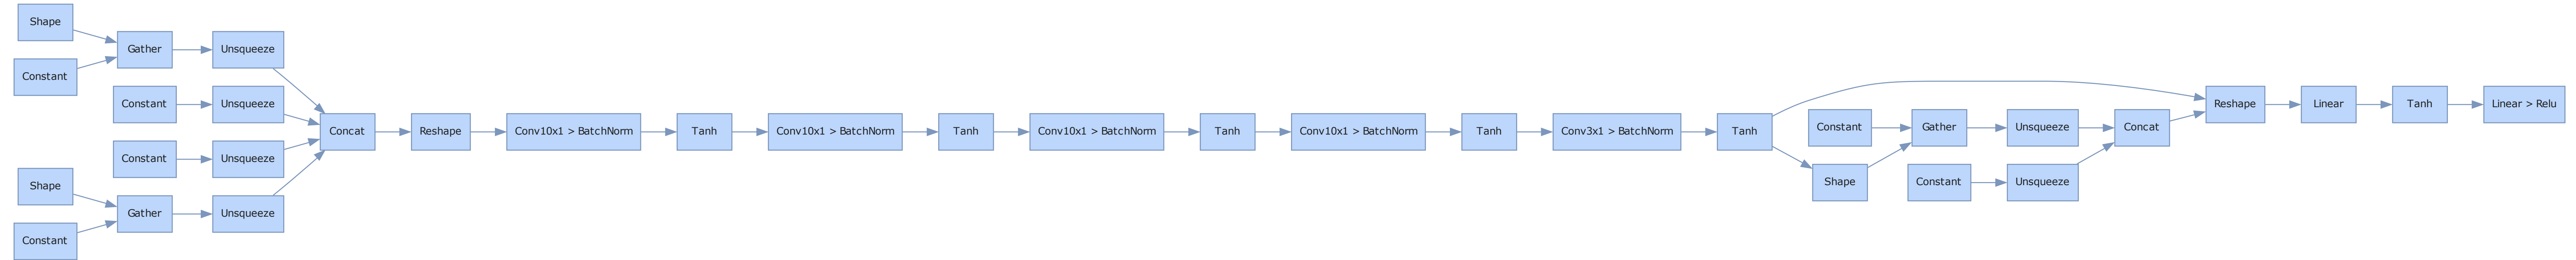 Shape
Constant
Gather
Unsqueeze
Constant
Unsqueeze
Constant
Unsqueeze
Shape
Constant
Gather
Unsqueeze
Concat
Reshape
Conv10x1 > BatchNorm
Tanh
Conv10x1 > BatchNorm
Tanh
Conv10x1 > BatchNorm
Tanh
Conv10x1 > BatchNorm
Tanh
Conv3x1 > BatchNorm
Tanh
Constant
Shape
Gather
Constant
Unsqueeze
Unsqueeze
Concat
Reshape
Linear
Tanh
Linear > Relu